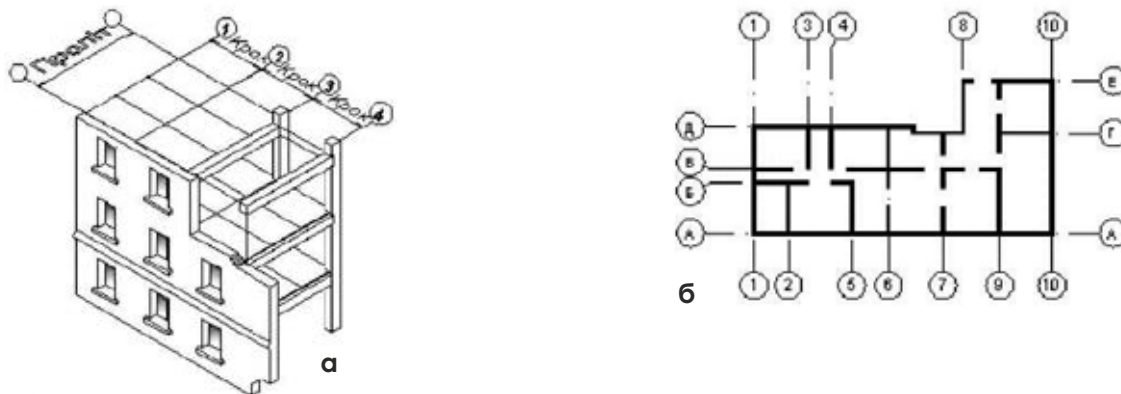 Проліт
1 Крок 2 Крок 3 Крок 4
а
1 3 4 8 10
Д Е
В Г
Б
А А
1 2 5 6 7 9 10
б